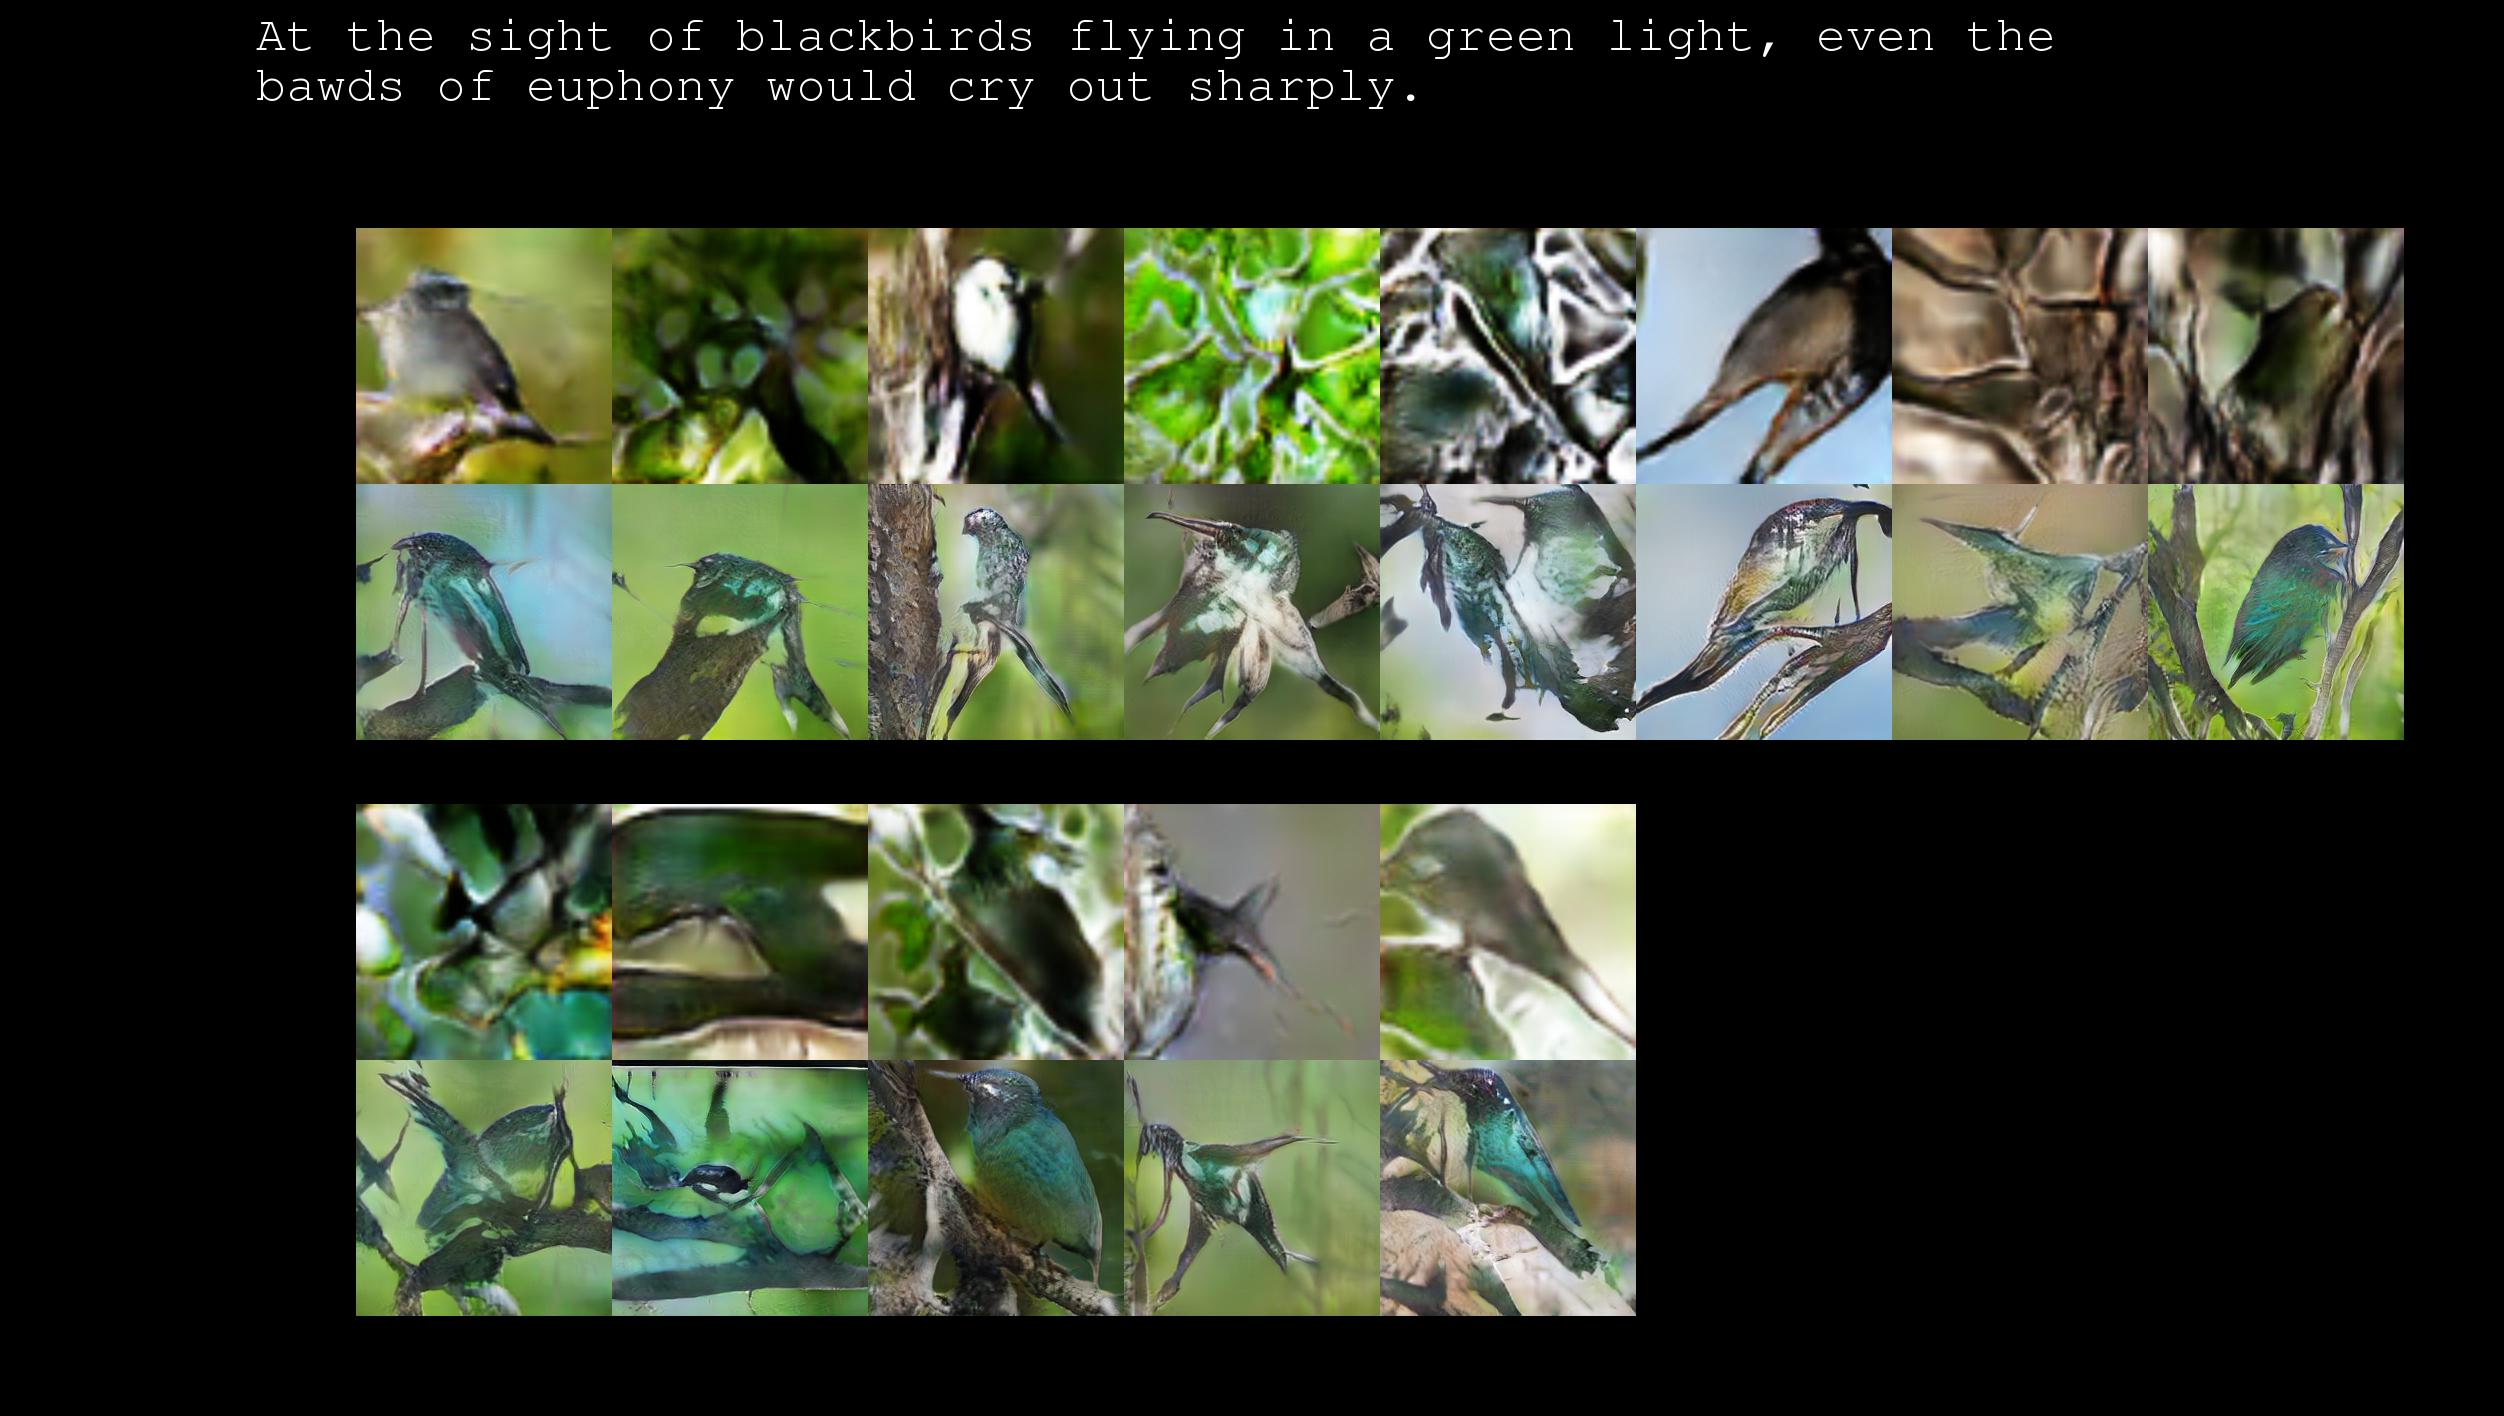 At the sight of blackbirds flying in a green light, even the
bawds of euphony would cry out sharply.